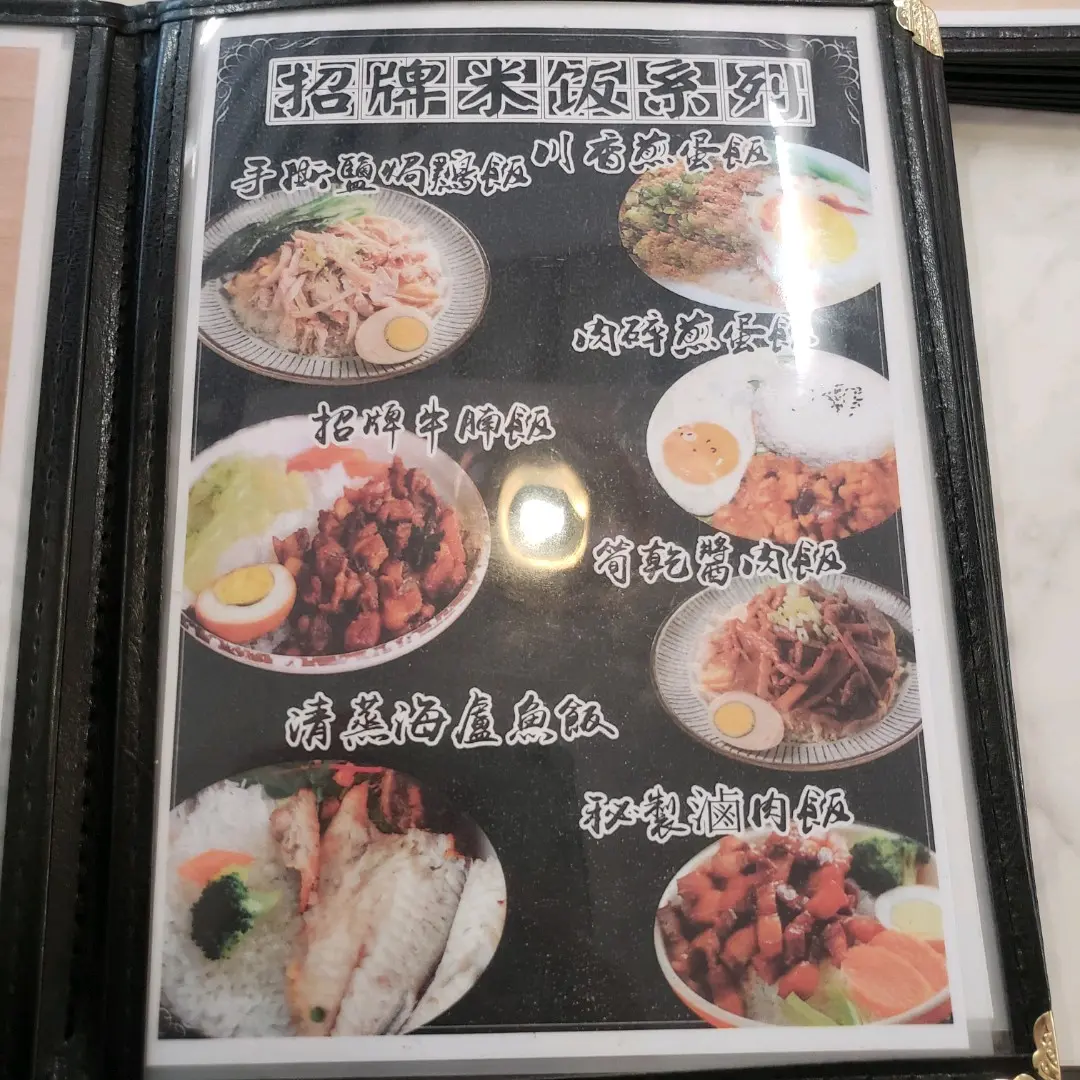 招牌米飯系列
手撕鹽焗鷄飯
川香煎蛋飯
肉碎煎蛋飯
招牌牛腩飯
筍乾醬肉飯
清蒸海鱸魚飯
秘製滷肉飯